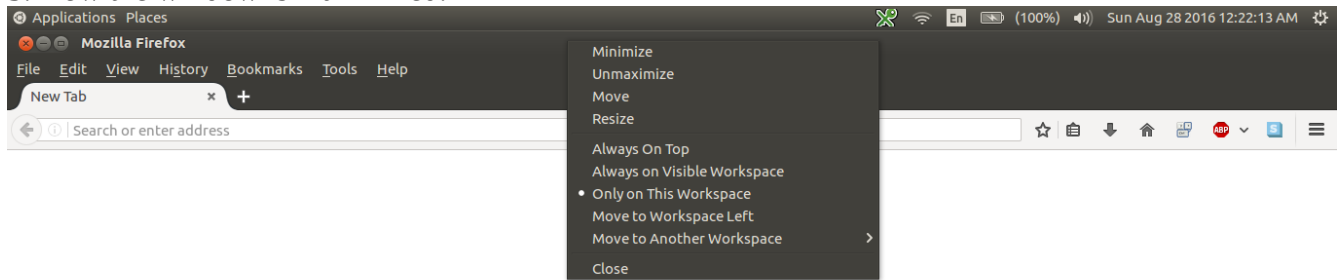 Applications Places
En (100%) Sun Aug 28 2016 12:22:13 AM
Mozilla Firefox
File Edit View History Bookmarks Tools Help
New Tab × +
Search or enter address
ABP S
Minimize
Unmaximize
Move
Resize
Always On Top
Always on Visible Workspace
Only on This Workspace
Move to Workspace Left
Move to Another Workspace
Close